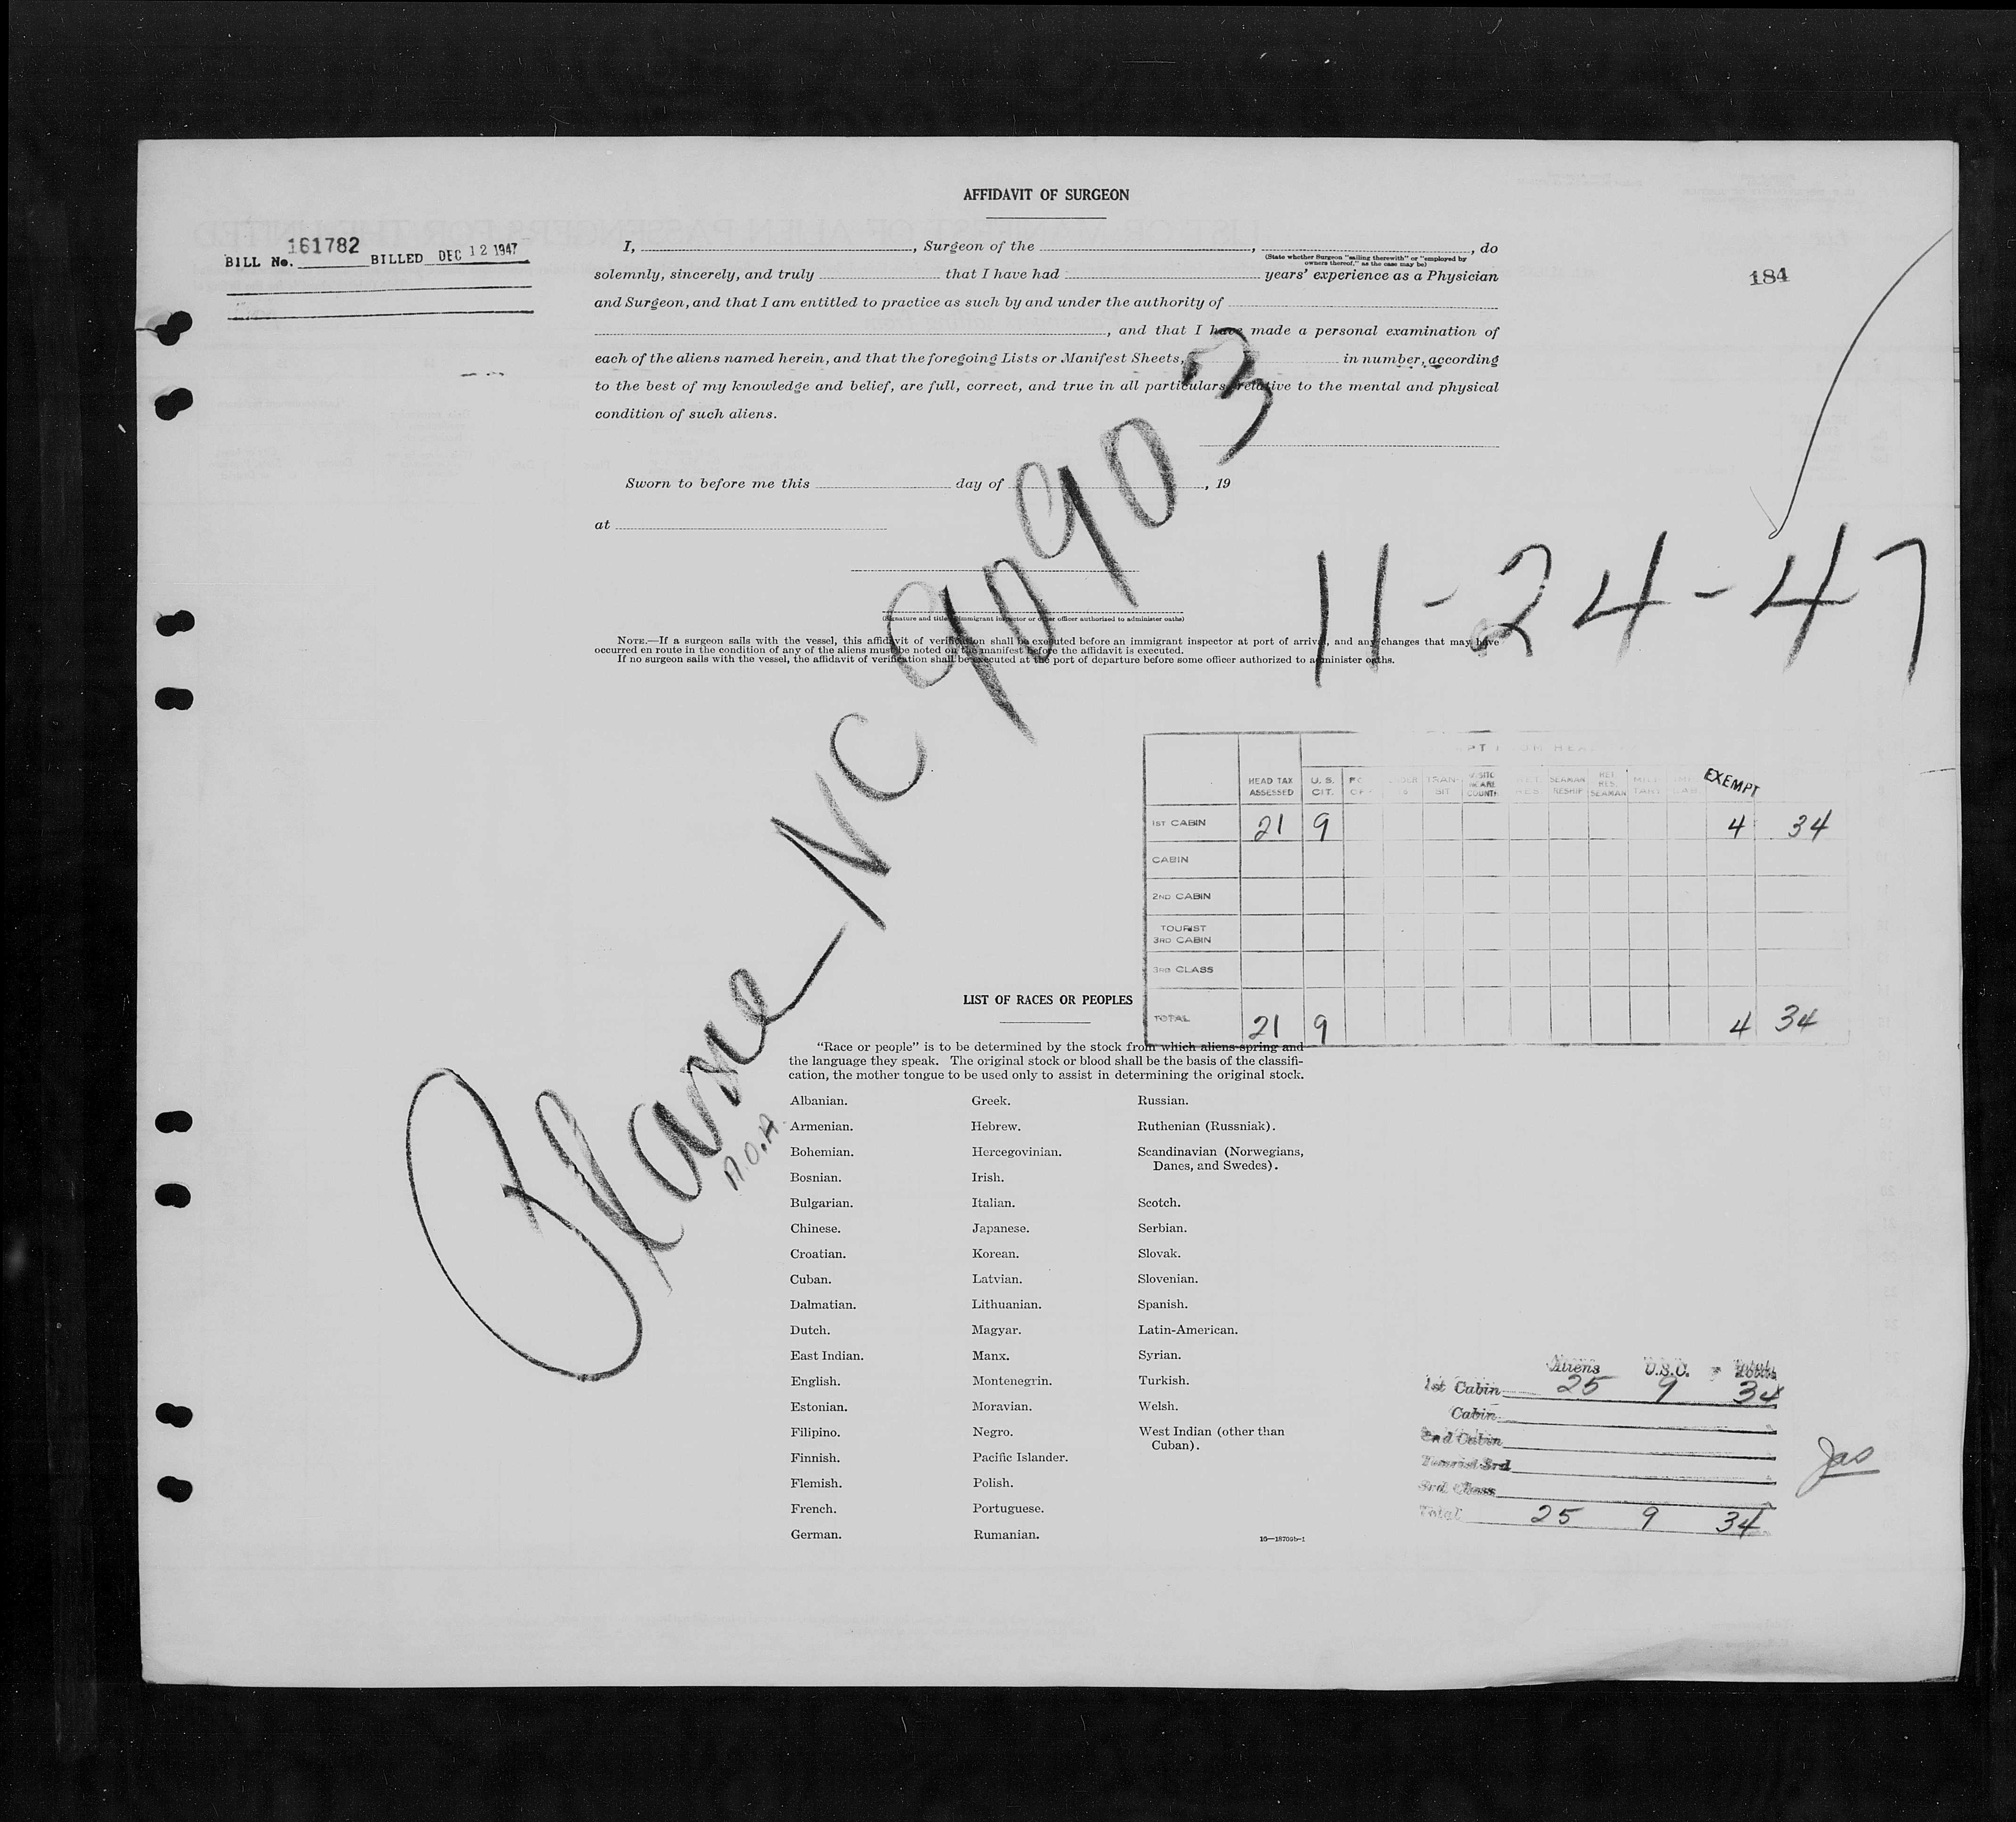 AFFIDAVIT OF SURGEON
161782
BILL No. BILLED DEC 12 1947
184
I, , Surgeon of the , , do
(State whether Surgeon "sailing therewith" or "employed by
owners thereof," as the case may be)
solemnly, sincerely, and truly that I have had years' experience as a Physician
and Surgeon, and that I am entitled to practice as such by and under the authority of
, and that I have made a personal examination of
each of the aliens named herein, and that the foregoing Lists or Manifest Sheets, in number, according
to the best of my knowledge and belief, are full, correct, and true in all particulars relative to the mental and physical
condition of such aliens.
Sworn to before me this day of , 19
at
(Signature and title immigrant inspector or other officer authorized to administer oaths)
NOTE.—If a surgeon sails with the vessel, this affidavit of verification shall be executed before an immigrant inspector at port of arrival, and any changes that may have
occurred en route in the condition of any of the aliens must be noted on the manifest before the affidavit is executed.
If no surgeon sails with the vessel, the affidavit of verification shall be executed at the port of departure before some officer authorized to administer oaths.
Plane-NC 90903
11-24-47
HEAD TAX ASSESSED U. S. CIT. TRANSIT SEAMAN RET. RES. SEAMAN EXEMPT
1ST CABIN 21 9 4 34
CABIN
2ND CABIN
TOURIST
3RD CABIN
3RD CLASS
TOTAL 21 9 4 34
LIST OF RACES OR PEOPLES
"Race or people" is to be determined by the stock from which aliens spring and
the language they speak. The original stock or blood shall be the basis of the classifi-
cation, the mother tongue to be used only to assist in determining the original stock.
Albanian. Greek. Russian.
Armenian. Hebrew. Ruthenian (Russniak).
Bohemian. Hercegovinian. Scandinavian (Norwegians,
Danes, and Swedes).
Bosnian. Irish.
Bulgarian. Italian. Scotch.
Chinese. Japanese. Serbian.
Croatian. Korean. Slovak.
Cuban. Latvian. Slovenian.
Dalmatian. Lithuanian. Spanish.
Dutch. Magyar. Latin-American.
East Indian. Manx. Syrian.
English. Montenegrin. Turkish.
Estonian. Moravian. Welsh.
Filipino. Negro. West Indian (other than
Cuban).
Finnish. Pacific Islander.
Flemish. Polish.
French. Portuguese.
German. Rumanian.
16—18709b-1
Aliens U.S.C. Total
1st Cabin 25 9 34
Cabin
2nd Cabin
Tourist 3rd
3rd Class
Total 25 9 34